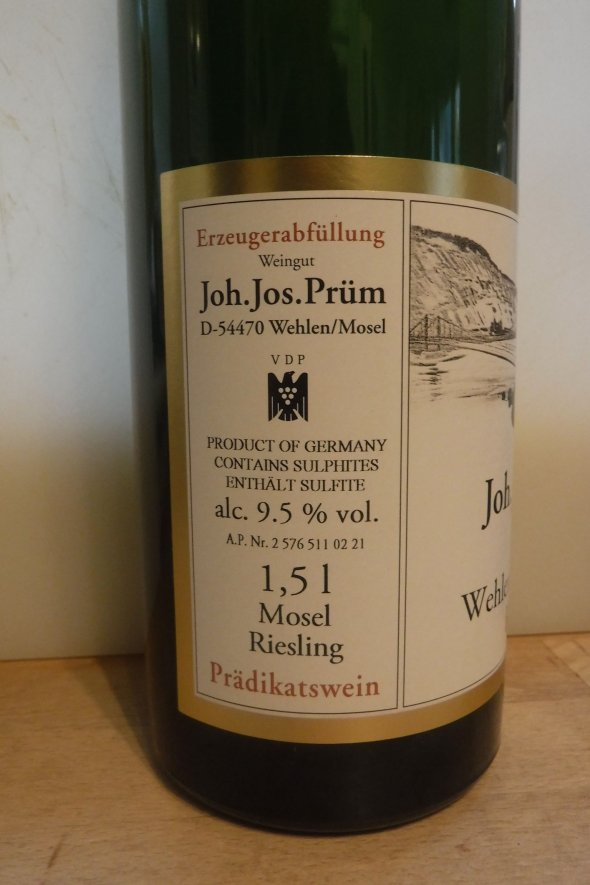 Erzeugerabfüllung
Weingut
Joh.Jos.Prüm
D-54470 Wehlen/Mosel
VDP
PRODUCT OF GERMANY
CONTAINS SULPHITES
ENTHÄLT SULFITE
alc. 9.5 % vol.
A.P. Nr. 2 576 511 02 21
1,5 l
Mosel
Riesling
Prädikatswein
Joh.
Wehle